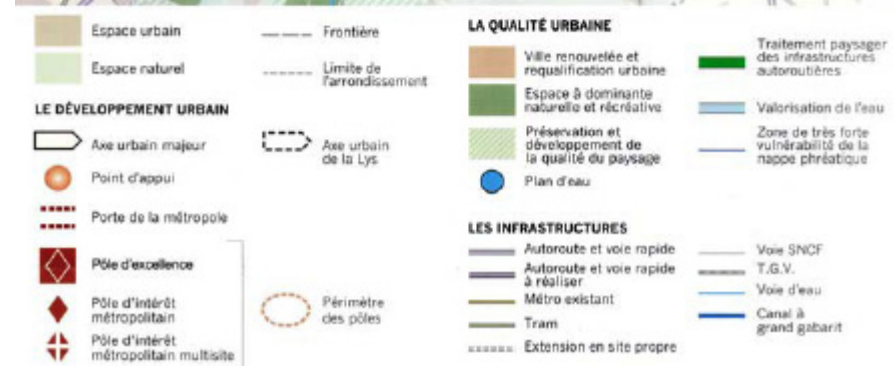 Espace urbain
Espace naturel
Frontière
Limite de
l'arrondissement
LE DÉVELOPPEMENT URBAIN
Axe urbain majeur
Point d'appui
Porte de la métropole
Pôle d'excellence
Pôle d'intérêt
métropolitain
Pôle d'intérêt
métropolitain multisite
Axe urbain
de la Lys
Périmètre
des pôles
LA QUALITÉ URBAINE
Ville renouvelée et
requalification urbaine
Espace à dominante
naturelle et récréative
Préservation et
développement de
la qualité du paysage
Plan d'eau
Traitement paysager
des infrastructures
autoroutières
Valorisation de l'eau
Zone de très forte
vulnérabilité de la
nappe phréatique
LES INFRASTRUCTURES
Autoroute et voie rapide
Autoroute et voie rapide
à réaliser
Métro existant
Tram
Extension en site propre
Voie SNCF
T.G.V.
Voie d'eau
Canal à
grand gabarit